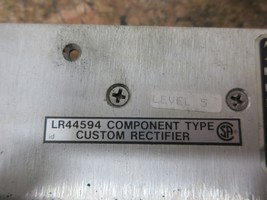 LEVEL 5
LR44594 COMPONENT TYPE
CUSTOM RECTIFIER